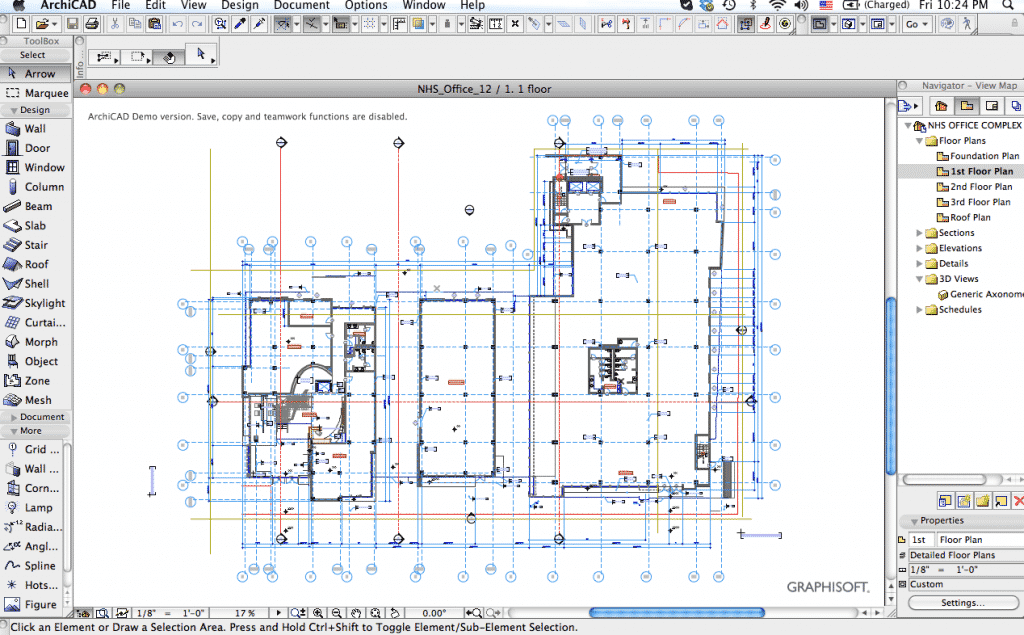 ArchiCAD File Edit View Design Document Options Window Help (Charged) Fri 10:24 PM
ToolBox
Select
Arrow
Marquee
Design
Wall
Door
Window
Column
Beam
Slab
Stair
Roof
Shell
Skylight
Curtai...
Morph
Object
Zone
Mesh
Document
More
Grid ...
Wall ...
Corn...
Lamp
Radia...
Angl...
Spline
Hots...
Figure
Info
Go
NHS_Office_12 / 1. 1 floor
ArchiCAD Demo version. Save, copy and teamwork functions are disabled.
GRAPHISOFT.
1/8" = 1'-0" 17 % 0.00°
Click an Element or Draw a Selection Area. Press and Hold Ctrl+Shift to Toggle Element/Sub-Element Selection.
Navigator - View Map
NHS OFFICE COMPLEX
Floor Plans
Foundation Plan
1st Floor Plan
2nd Floor Plan
3rd Floor Plan
Roof Plan
Sections
Elevations
Details
3D Views
Generic Axonome
Schedules
Properties
1st Floor Plan
Detailed Floor Plans
1/8" = 1'-0"
Custom
Settings...